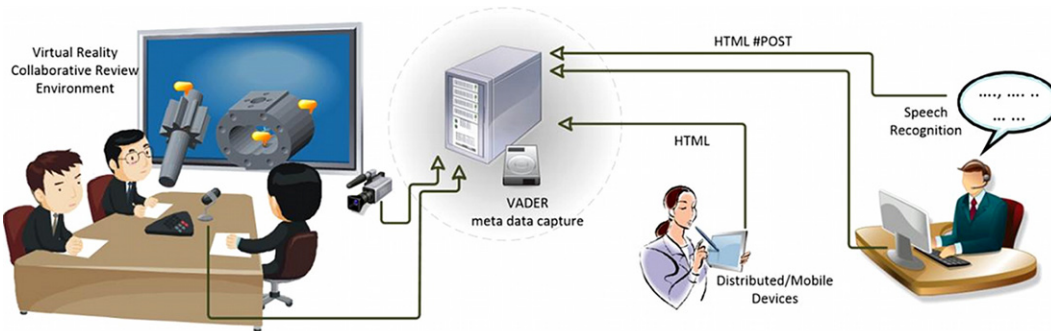 Virtual Reality
Collaborative Review
Environment
VADER
meta data capture
HTML #POST
HTML
Speech
Recognition
....., .... ..
... ...
Distributed/Mobile
Devices